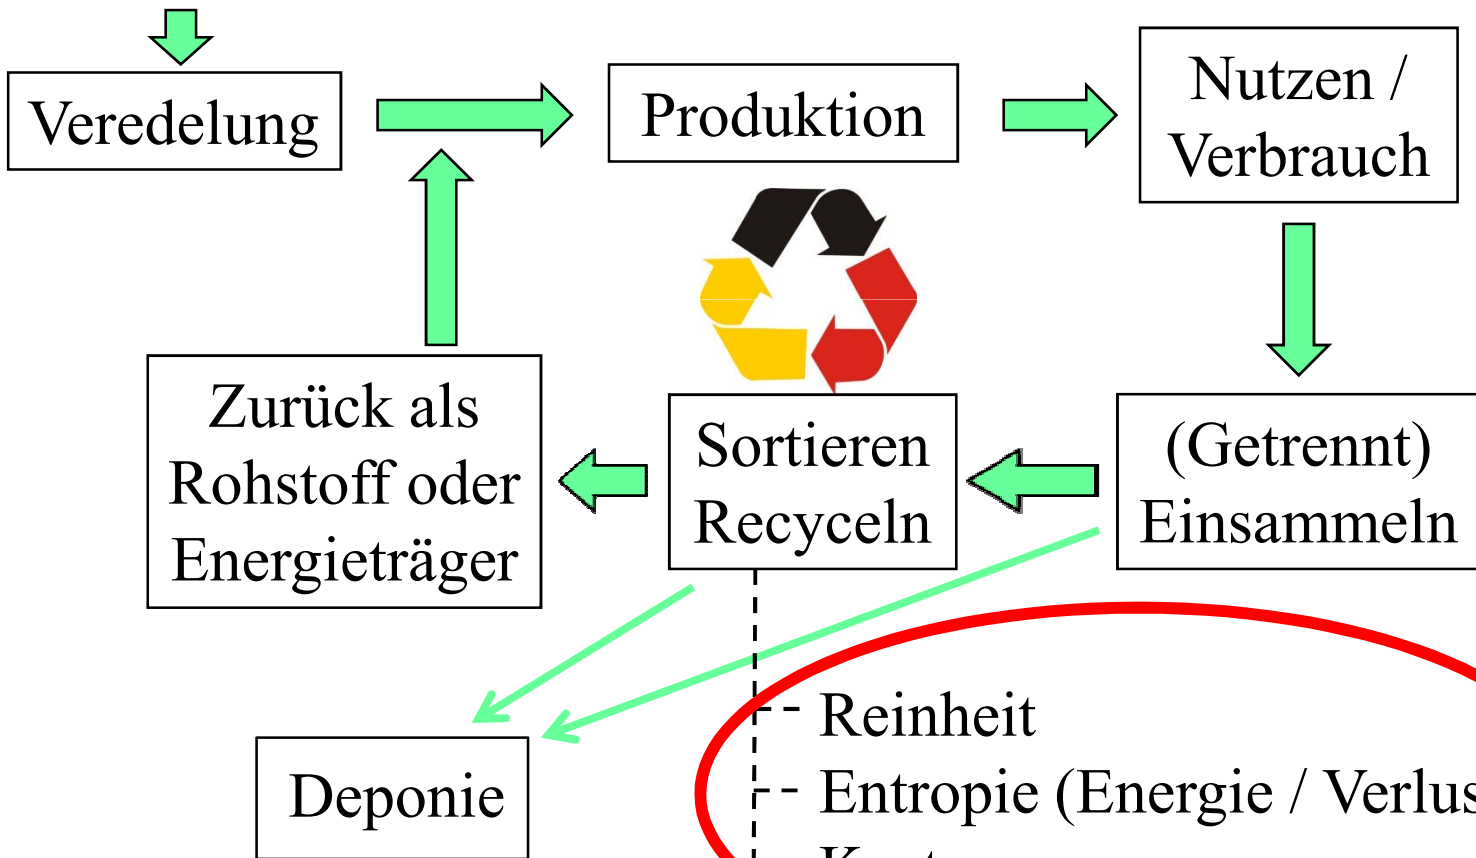 Veredelung
Produktion
Nutzen /
Verbrauch
Zurück als
Rohstoff oder
Energieträger
Sortieren
Recyceln
(Getrennt)
Einsammeln
Deponie
Reinheit
Entropie (Energie / Verlus